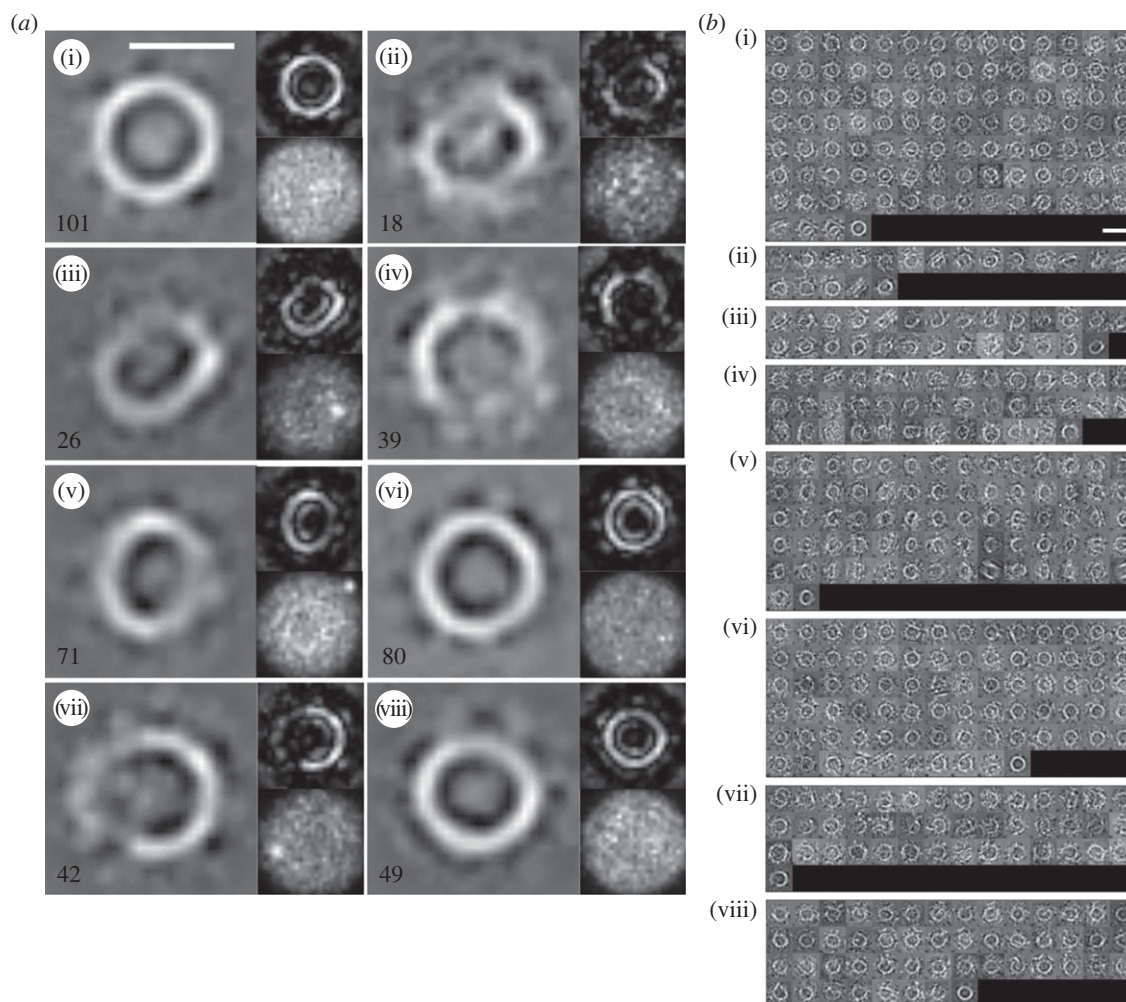 (a)
(b)
(i)
(ii)
101
18
(iii)
(iv)
26
39
(v)
(vi)
71
80
(vii)
(viii)
42
49
(i)
(ii)
(iii)
(iv)
(v)
(vi)
(vii)
(viii)